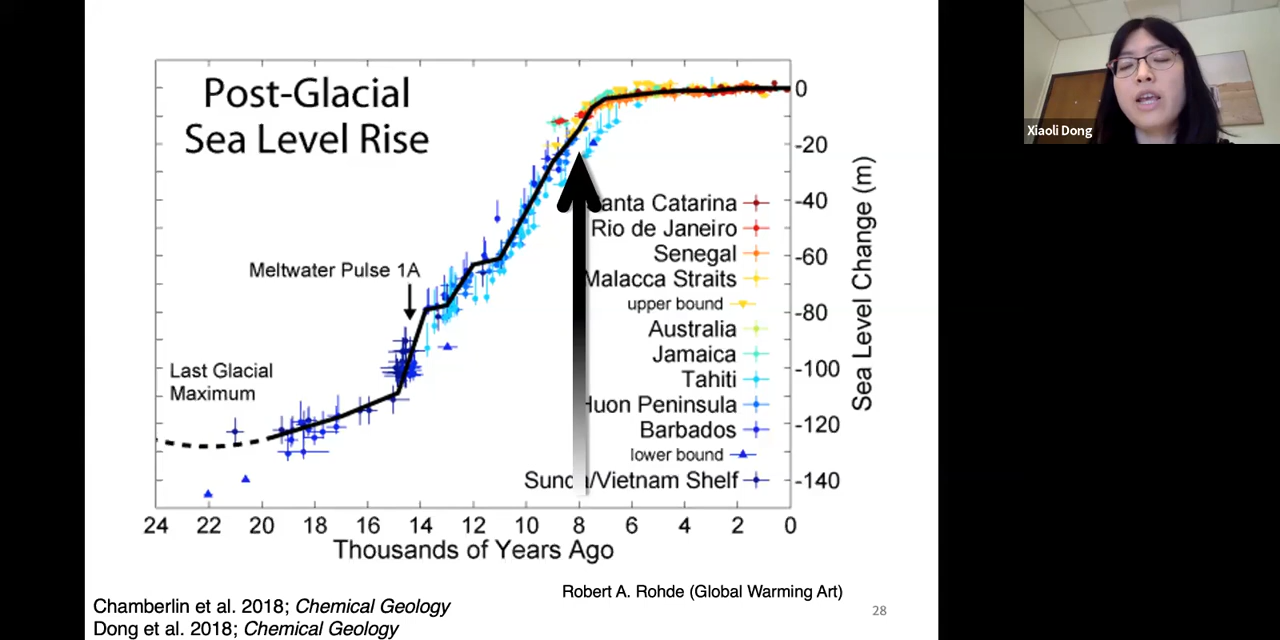 Post-Glacial
Sea Level Rise
Meltwater Pulse 1A
Last Glacial
Maximum
Santa Catarina
Rio de Janeiro
Senegal
Malacca Straits
upper bound
Australia
Jamaica
Tahiti
Huon Peninsula
Barbados
lower bound
Sunda/Vietnam Shelf
0
-20
-40
-60
-80
-100
-120
-140
Sea Level Change (m)
24 22 20 18 16 14 12 10 8 6 4 2 0
Thousands of Years Ago
Robert A. Rohde (Global Warming Art)
Chamberlin et al. 2018; Chemical Geology
Dong et al. 2018; Chemical Geology
28
Xiaoli Dong